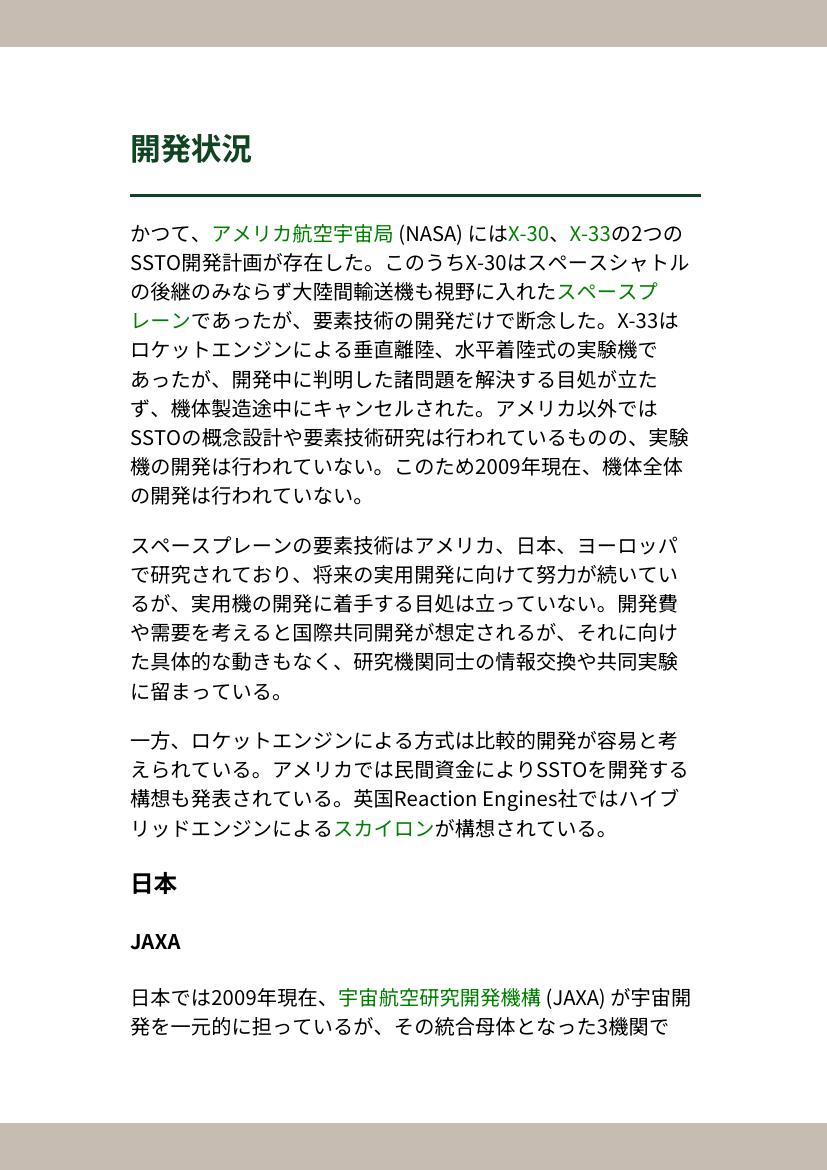 開発状況
かつて、アメリカ航空宇宙局 (NASA) にはX-30、X-33の2つの
SSTO開発計画が存在した。このうちX-30はスペースシャトル
の後継のみならず大陸間輸送機も視野に入れたスペースプ
レーンであったが、要素技術の開発だけで断念した。X-33は
ロケットエンジンによる垂直離陸、水平着陸式の実験機で
あったが、開発中に判明した諸問題を解決する目処が立た
ず、機体製造途中にキャンセルされた。アメリカ以外では
SSTOの概念設計や要素技術研究は行われているものの、実験
機の開発は行われていない。このため2009年現在、機体全体
の開発は行われていない。
スペースプレーンの要素技術はアメリカ、日本、ヨーロッパ
で研究されており、将来の実用開発に向けて努力が続いてい
るが、実用機の開発に着手する目処は立っていない。開発費
や需要を考えると国際共同開発が想定されるが、それに向け
た具体的な動きもなく、研究機関同士の情報交換や共同実験
に留まっている。
一方、ロケットエンジンによる方式は比較的開発が容易と考
えられている。アメリカでは民間資金によりSSTOを開発する
構想も発表されている。英国Reaction Engines社ではハイブ
リッドエンジンによるスカイロンが構想されている。
日本
JAXA
日本では2009年現在、宇宙航空研究開発機構 (JAXA) が宇宙開
発を一元的に担っているが、その統合母体となった3機関で